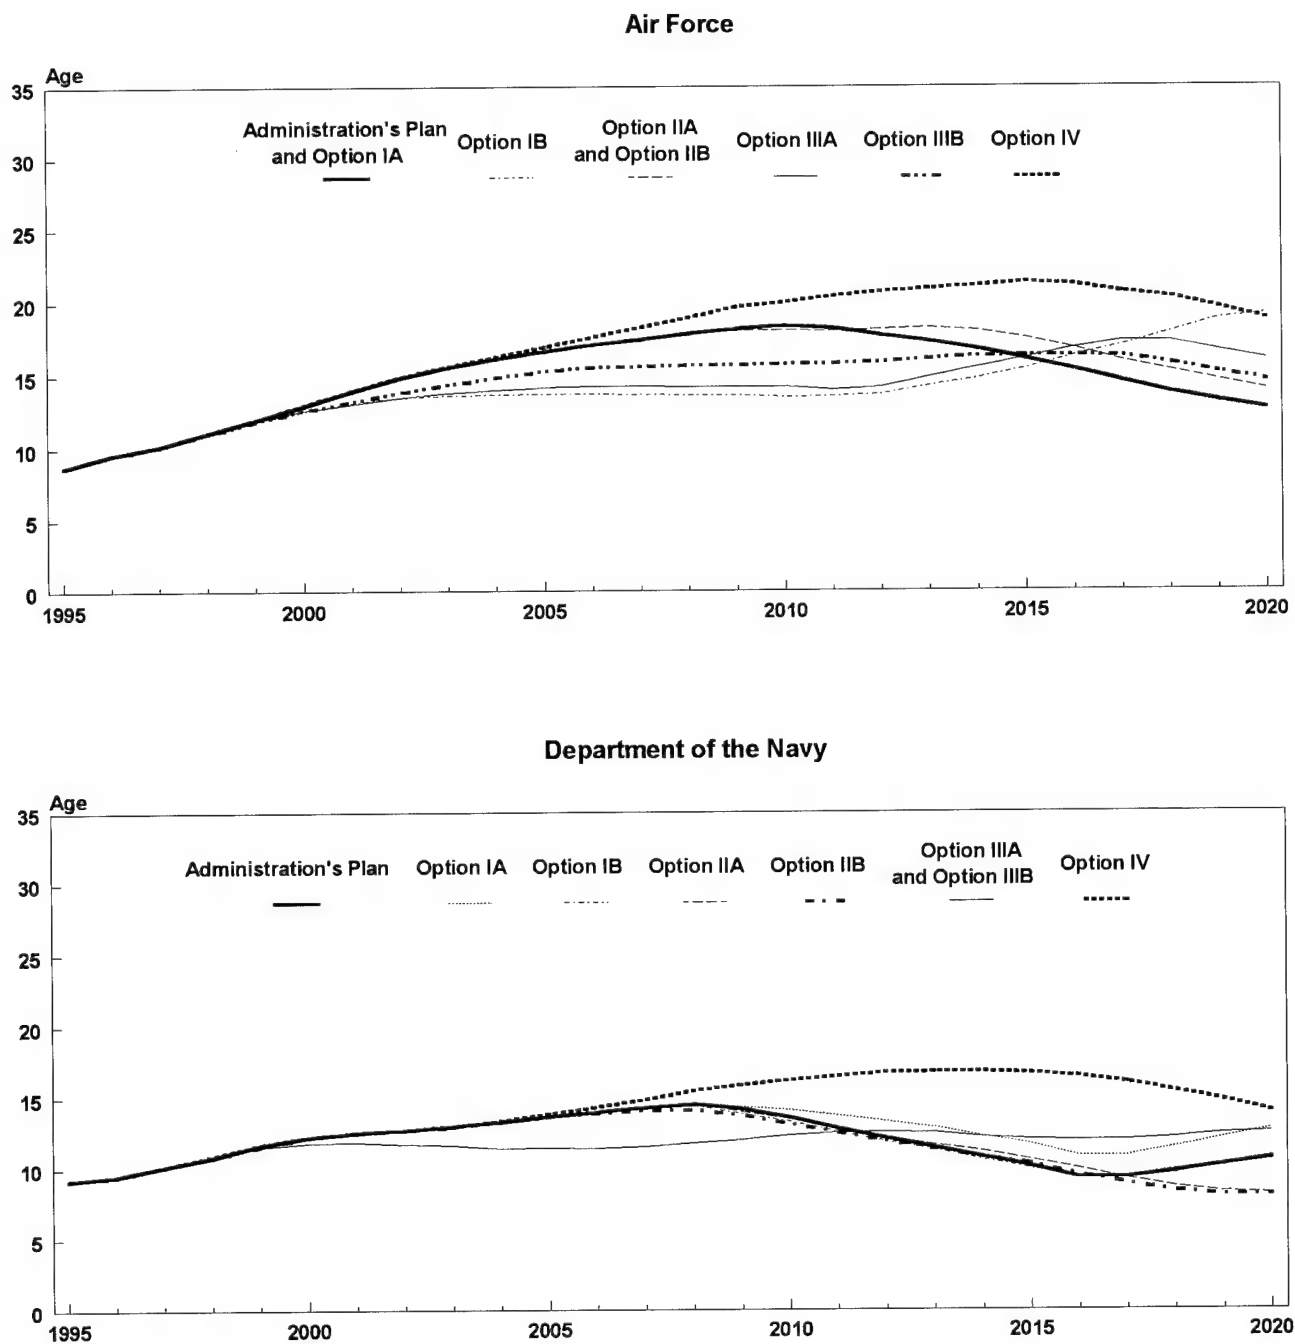 Air Force
Age
35
Administration's Plan
and Option IA
Option IB
Option IIA
and Option IIB
Option IIIA
Option IIIB
Option IV
30
25
20
15
10
5
0
1995
2000
2005
2010
2015
2020
Department of the Navy
Age
35
Administration's Plan
Option IA
Option IB
Option IIA
Option IIB
Option IIIA
and Option IIIB
Option IV
30
25
20
15
10
5
0
1995
2000
2005
2010
2015
2020